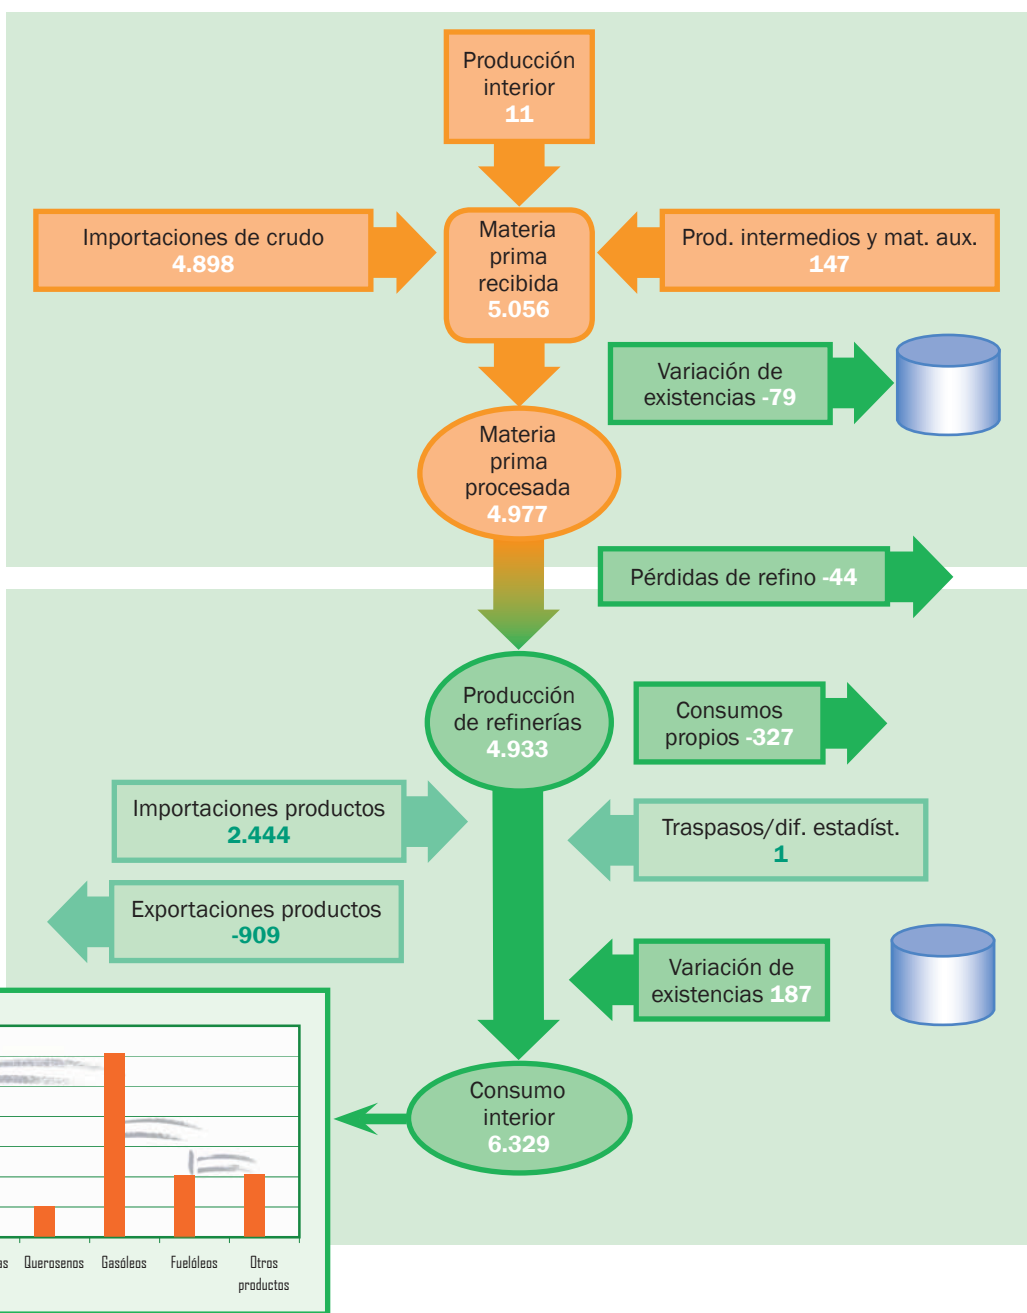 Producción
interior
11
Importaciones de crudo
4.898
Materia
prima
recibida
5.056
Prod. intermedios y mat. aux.
147
Variación de
existencias -79
Materia
prima
procesada
4.977
Pérdidas de refino -44
Producción
de refinerías
4.933
Consumos
propios -327
Importaciones productos
2.444
Traspasos/dif. estadíst.
1
Exportaciones productos
-909
Variación de
existencias 187
Consumo
interior
6.329
as Querosenos Gasóleos Fuelóleos Otros
productos